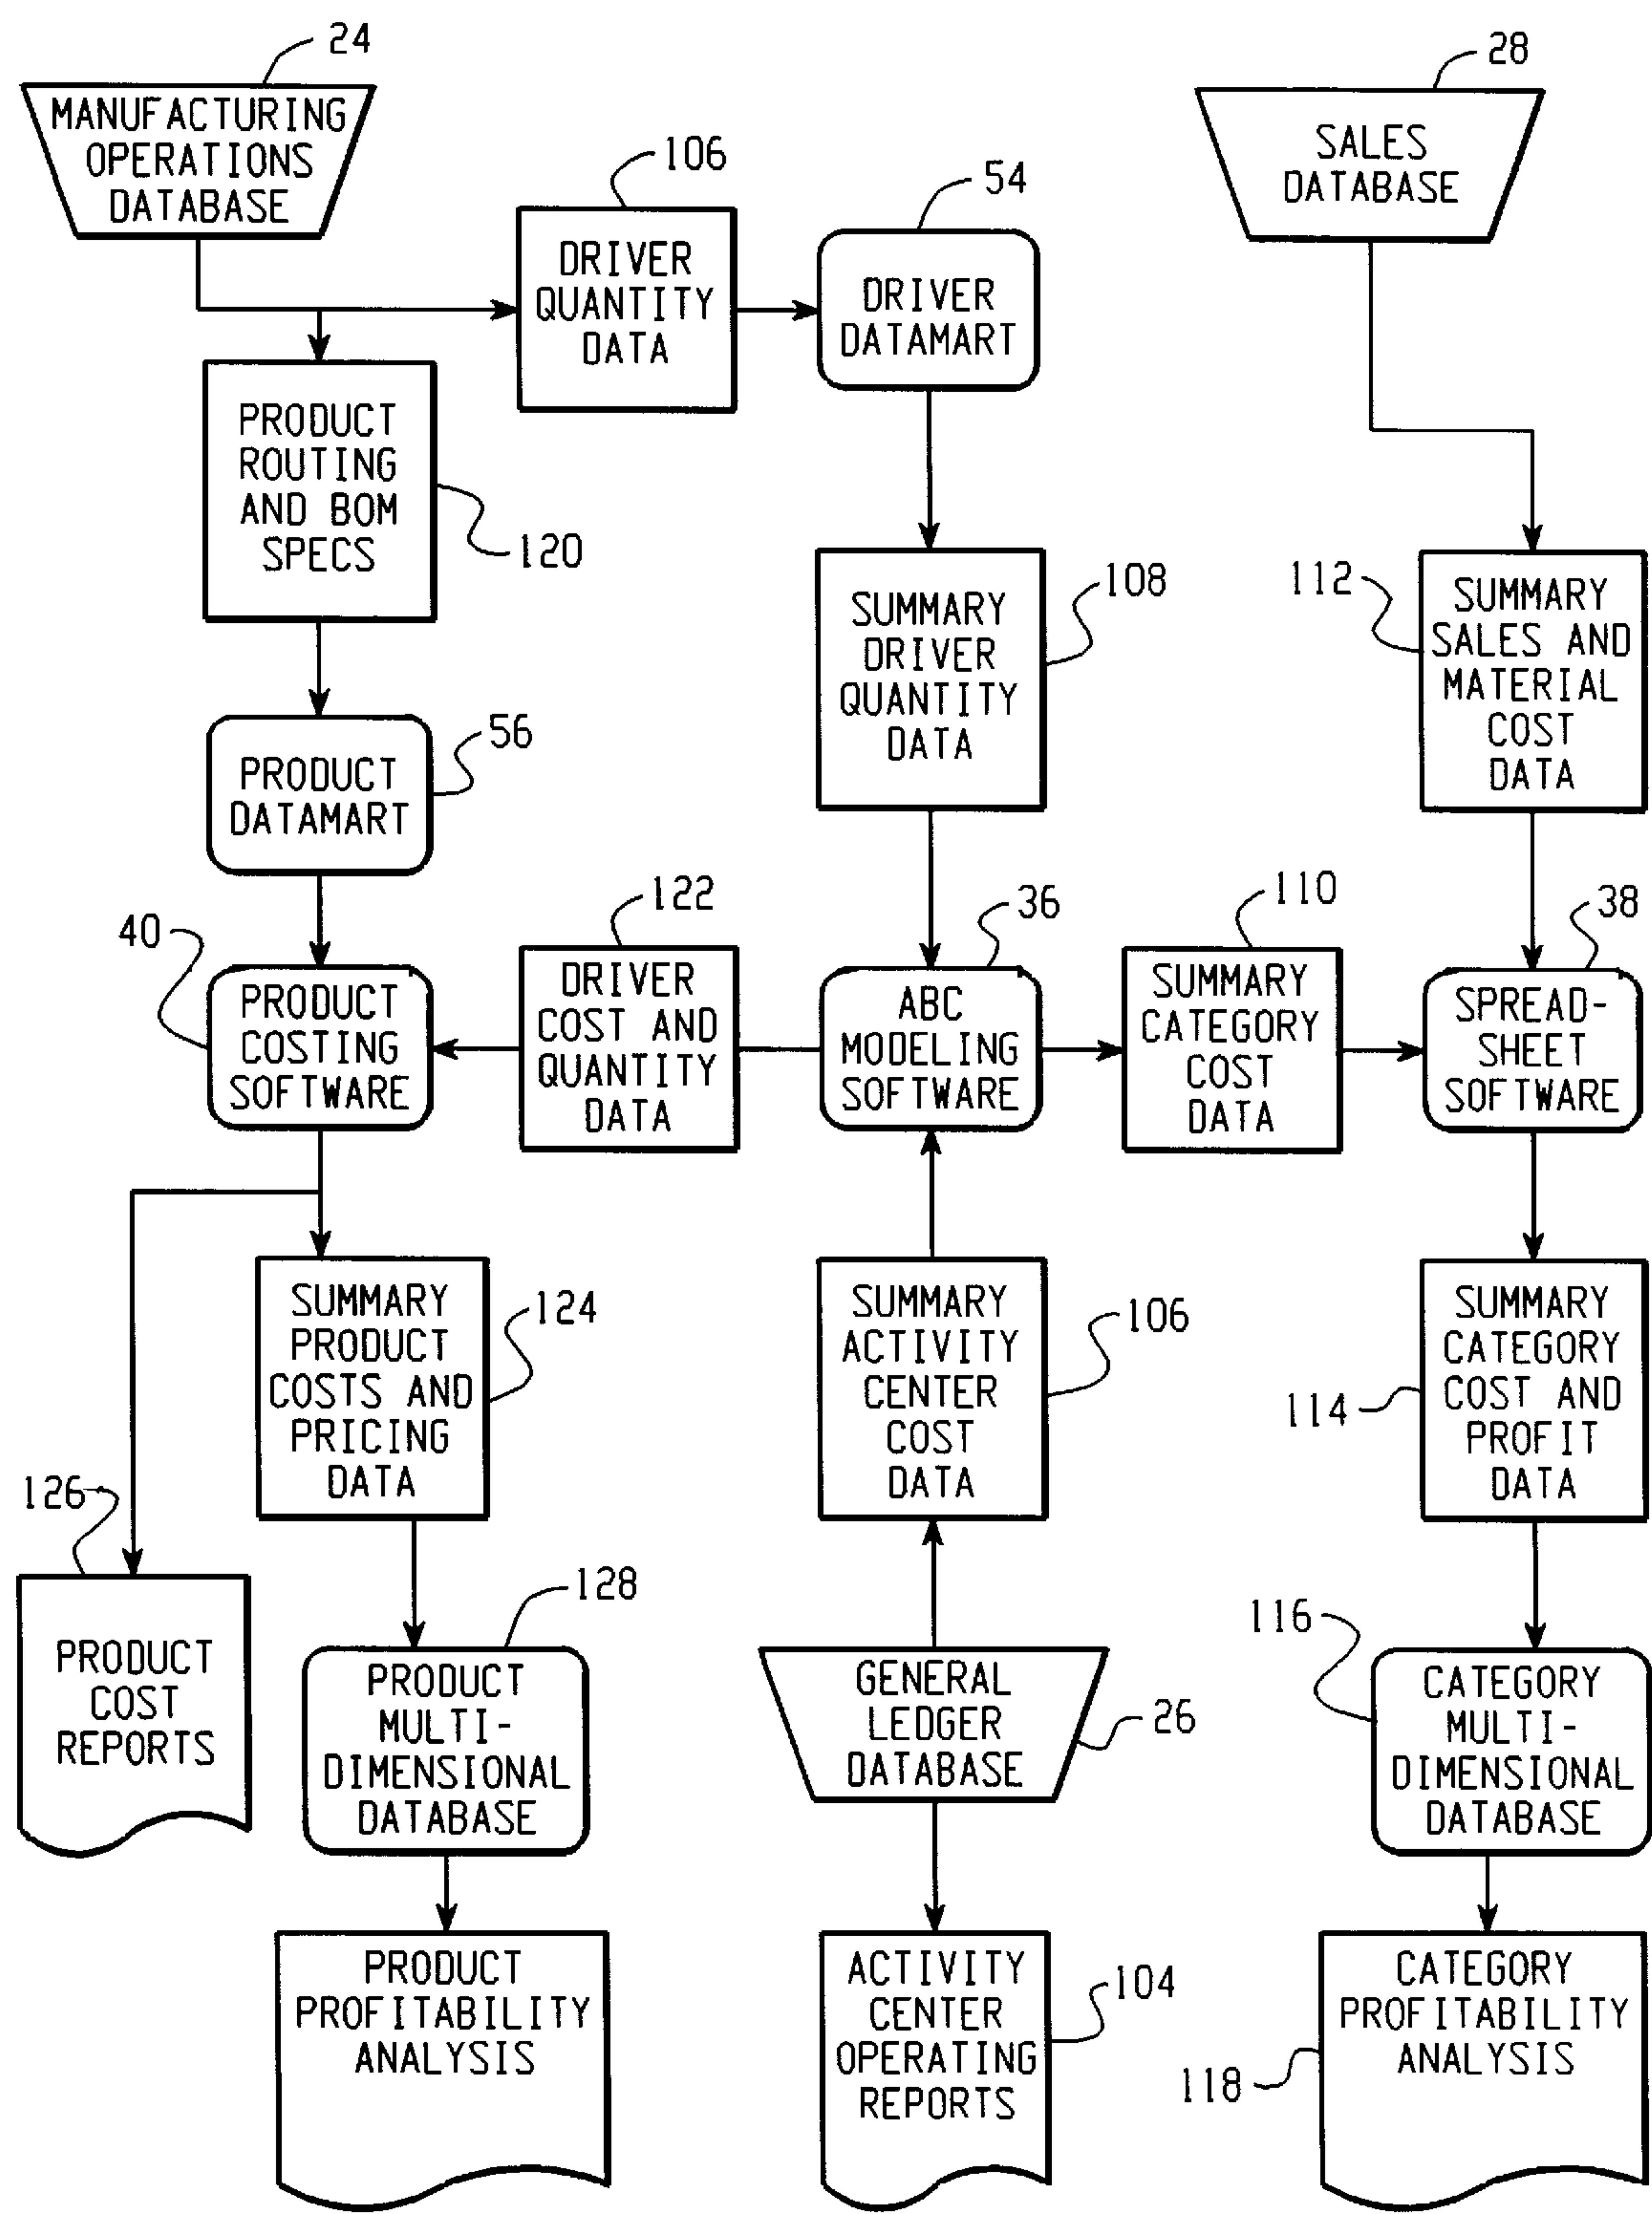 24
MANUFACTURING
OPERATIONS
DATABASE
106
DRIVER
QUANTITY
DATA
54
DRIVER
DATAMART
28
SALES
DATABASE
PRODUCT
ROUTING
AND BOM
SPECS
120
SUMMARY
DRIVER
QUANTITY
DATA
108
112
SUMMARY
SALES AND
MATERIAL
COST
DATA
PRODUCT
DATAMART
56
40
PRODUCT
COSTING
SOFTWARE
122
DRIVER
COST AND
QUANTITY
DATA
36
ABC
MODELING
SOFTWARE
110
SUMMARY
CATEGORY
COST
DATA
38
SPREAD-
SHEET
SOFTWARE
SUMMARY
PRODUCT
COSTS AND
PRICING
DATA
124
SUMMARY
ACTIVITY
CENTER
COST
DATA
106
SUMMARY
CATEGORY
COST AND
PROFIT
DATA
114
126
PRODUCT
COST
REPORTS
128
PRODUCT
MULTI-
DIMENSIONAL
DATABASE
GENERAL
LEDGER
DATABASE
26
116
CATEGORY
MULTI-
DIMENSIONAL
DATABASE
PRODUCT
PROFITABILITY
ANALYSIS
ACTIVITY
CENTER
OPERATING
REPORTS
104
CATEGORY
PROFITABILITY
ANALYSIS
118